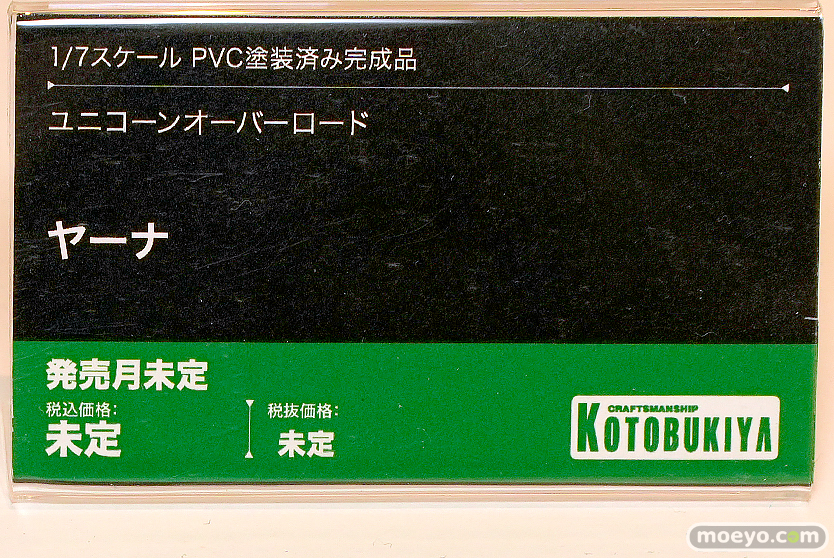 1/7スケール PVC塗装済み完成品
ユニコーンオーバーロード
ヤーナ
発売月未定
税込価格:
未定
税抜価格:
未定
CRAFTSMANSHIP
KOTOBUKIYA
moeyo.com